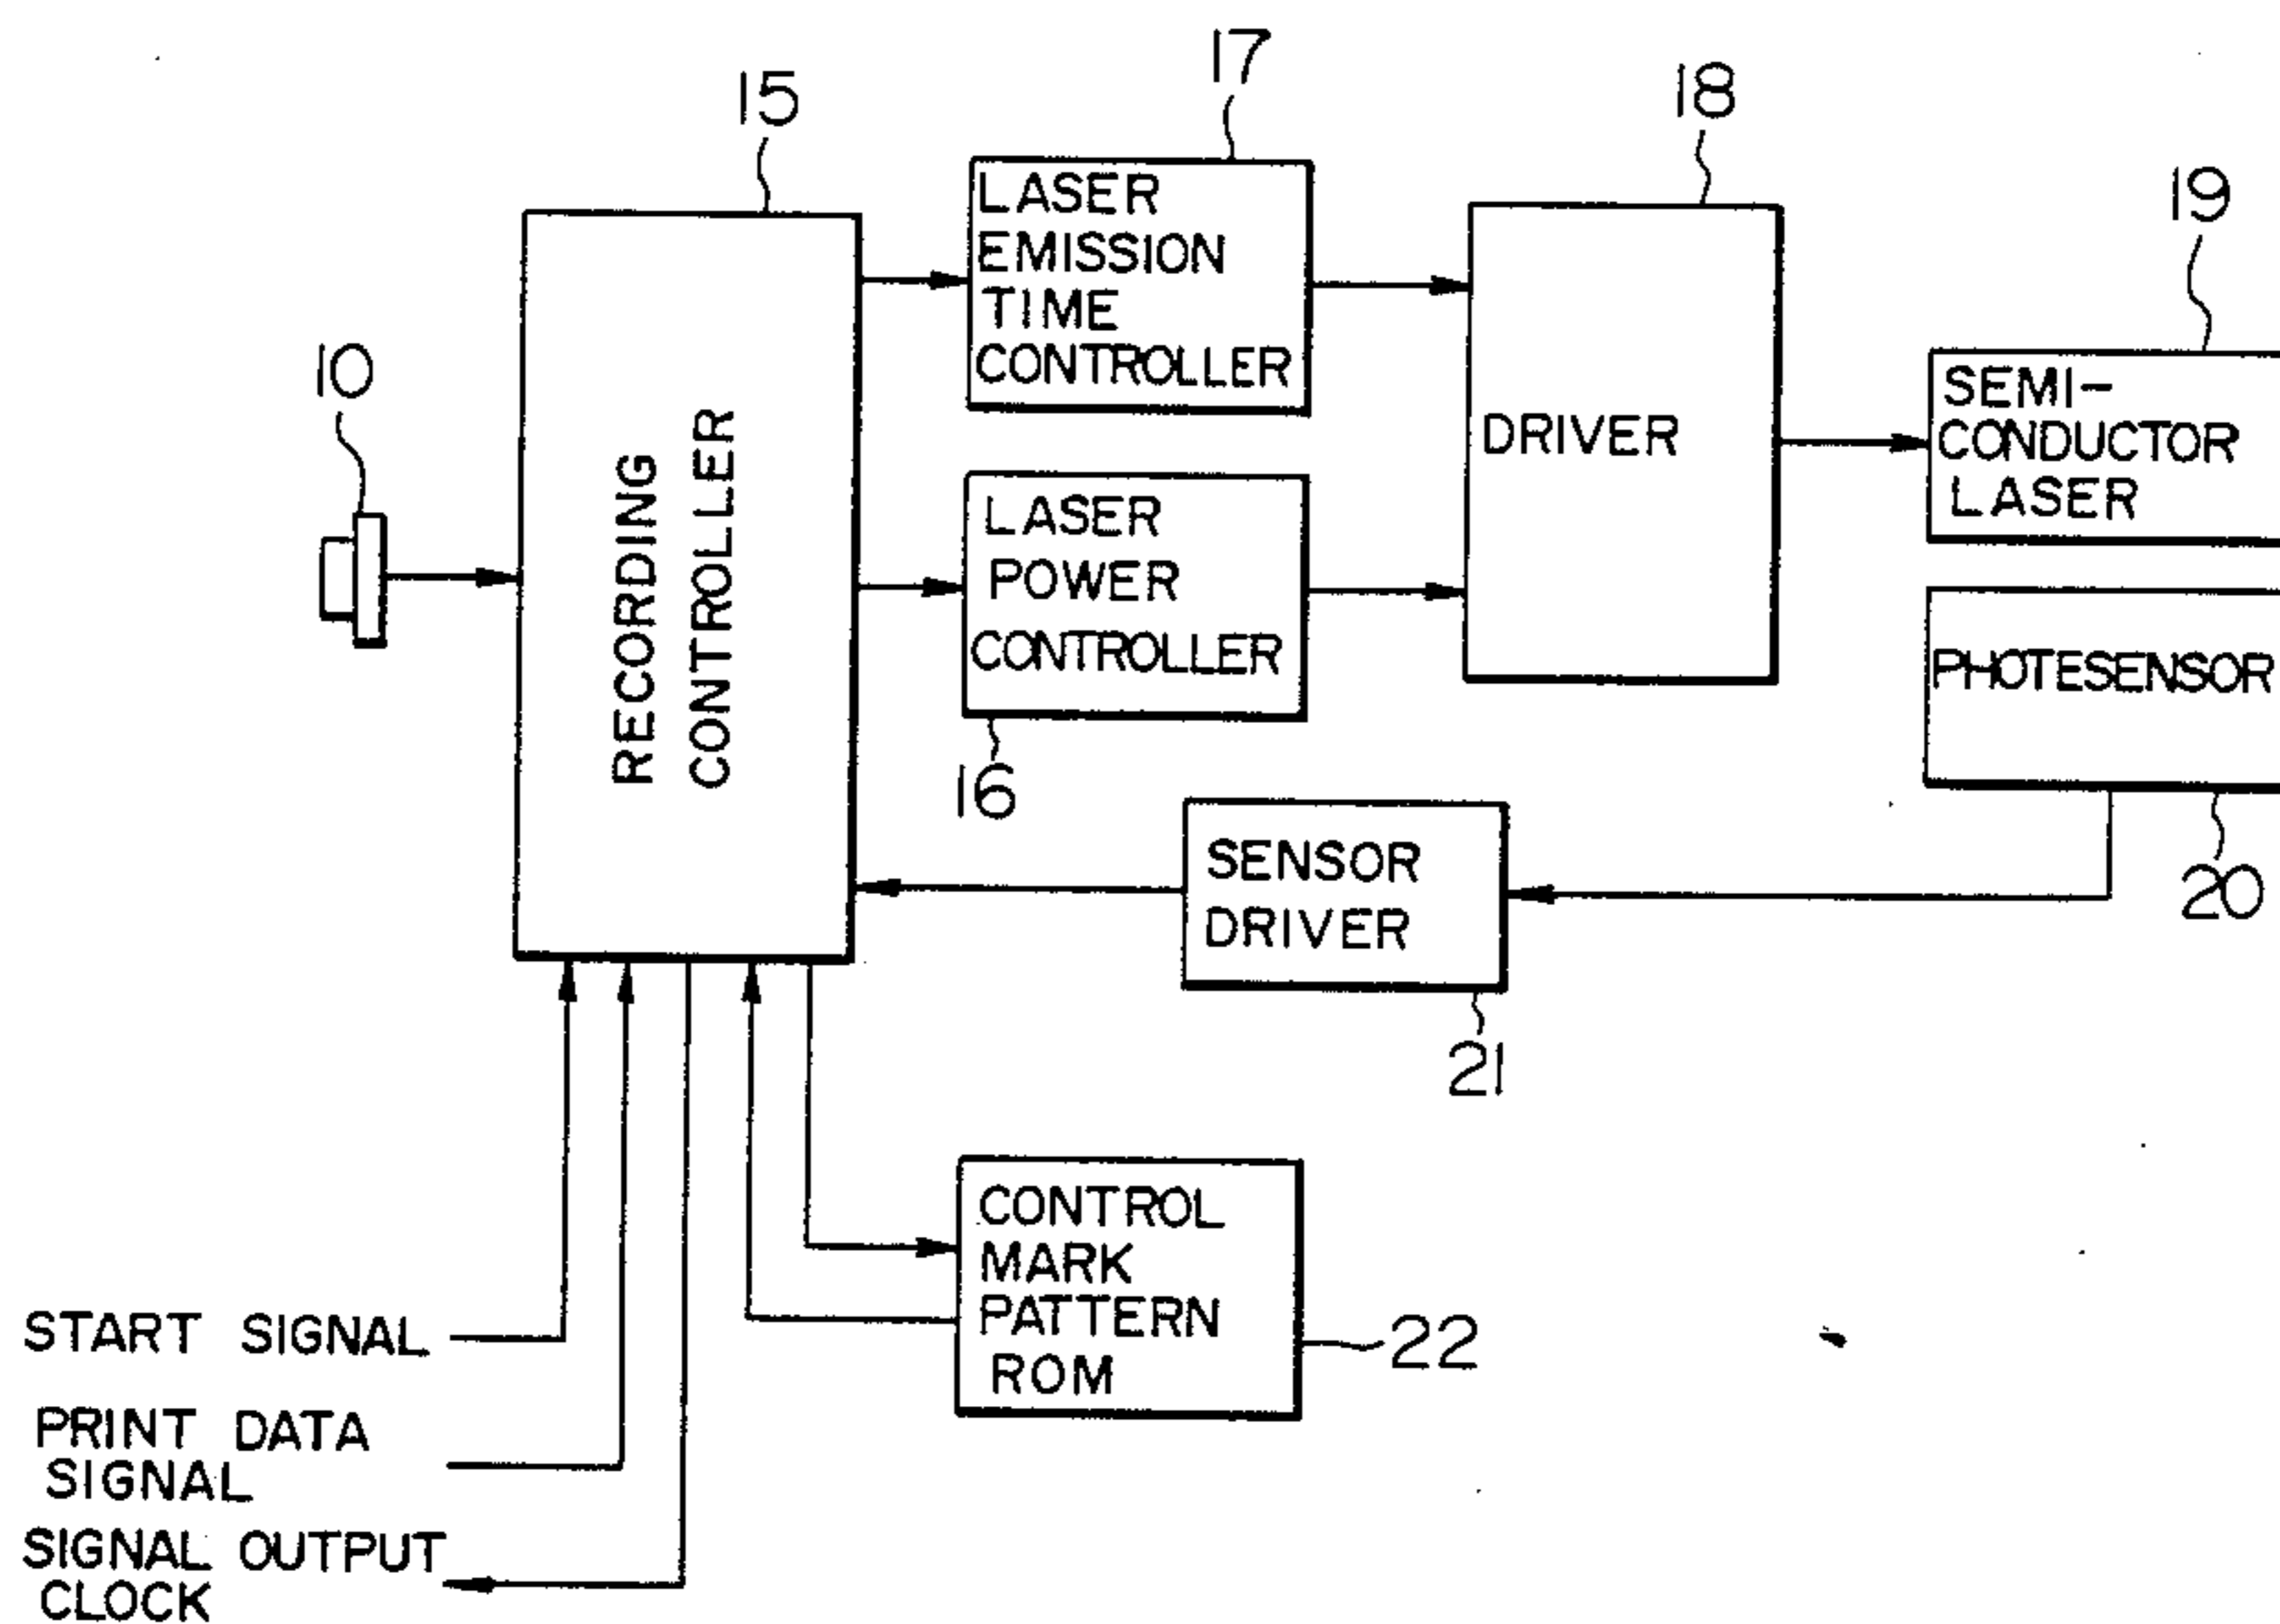 17
15
18
LASER
EMISSION
TIME
CONTROLLER
19
10
SEMI-
CONDUCTOR
LASER
DRIVER
RECORDING
CONTROLLER
LASER
POWER
CONTROLLER
PHOTESENSOR
16
SENSOR
DRIVER
20
21
CONTROL
MARK
PATTERN
ROM
22
START SIGNAL
PRINT DATA
SIGNAL
SIGNAL OUTPUT
CLOCK